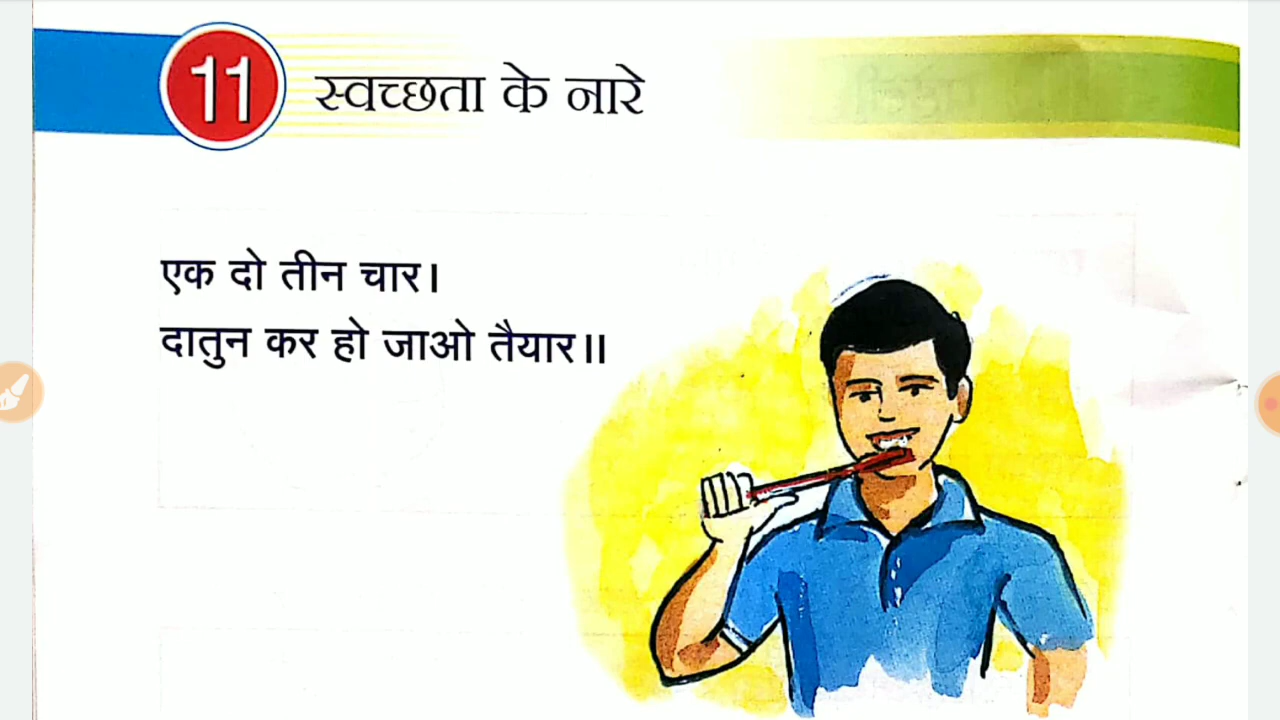 11 स्वच्छता के नारे
एक दो तीन चार।
दातुन कर हो जाओ तैयार॥